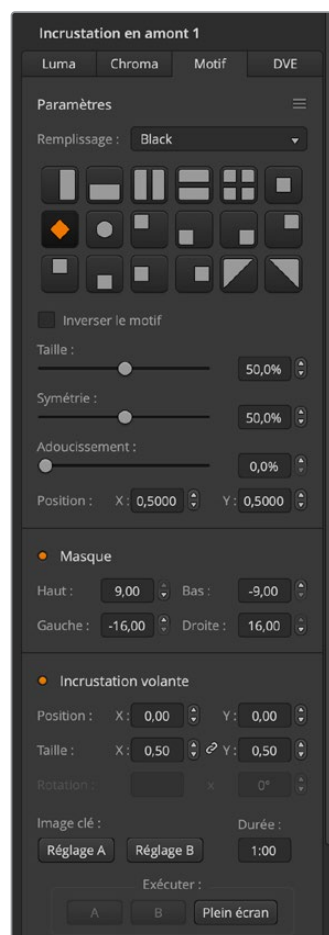 Incrustation en amont 1
Luma Chroma Motif DVE
Paramètres
Remplissage : Black
Inverser le motif
Taille :
50,0%
Symétrie :
50,0%
Adoucissement :
0,0%
Position : X : 0,5000 Y : 0,5000
Masque
Haut : 9,00 Bas : -9,00
Gauche : -16,00 Droite : 16,00
Incrustation volante
Position : X : 0,00 Y : 0,00
Taille : X : 0,50 Y : 0,50
Rotation : x 0°
Image clé : Durée :
Réglage A Réglage B 1:00
Exécuter :
A B Plein écran